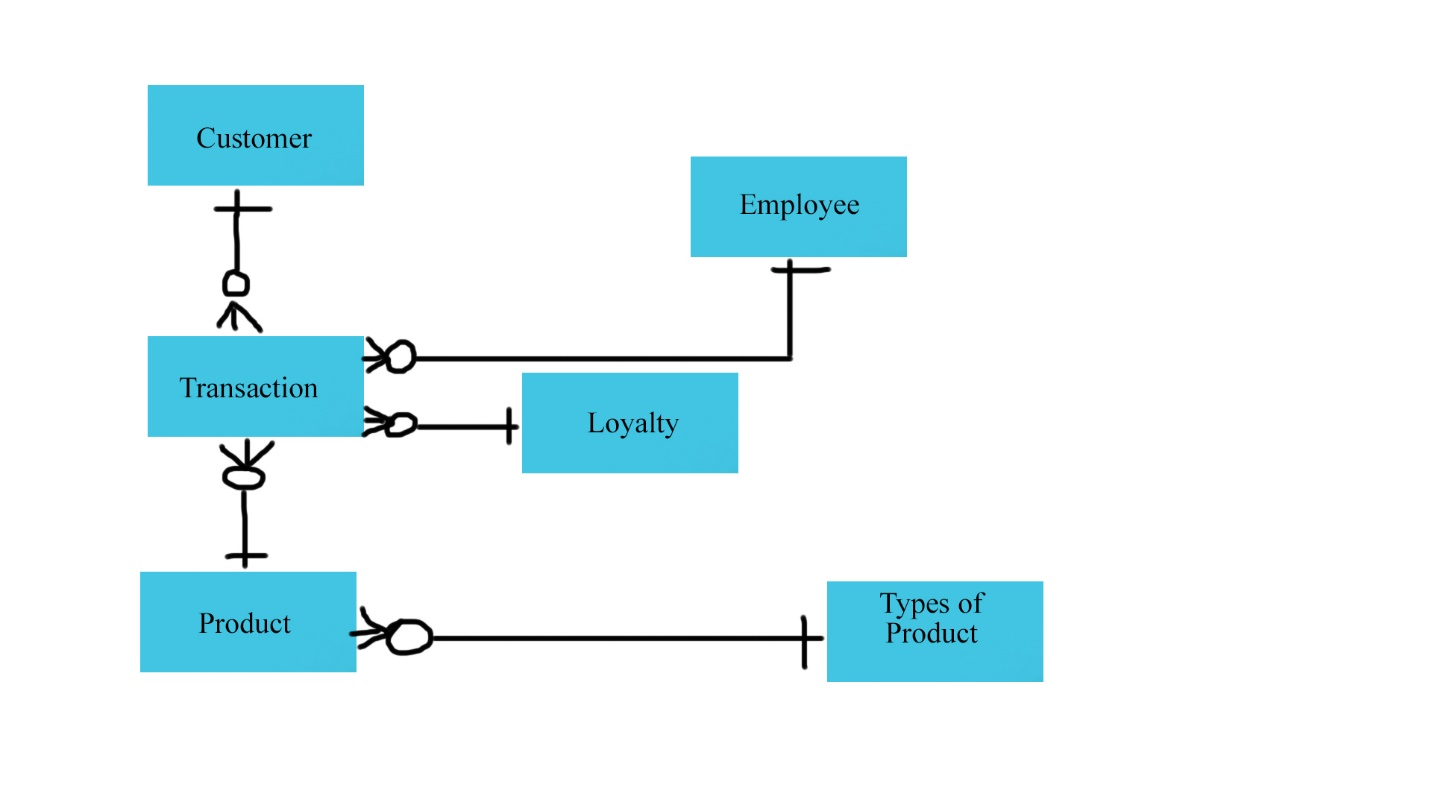 Customer
Employee
Transaction
Loyalty
Product
Types of
Product